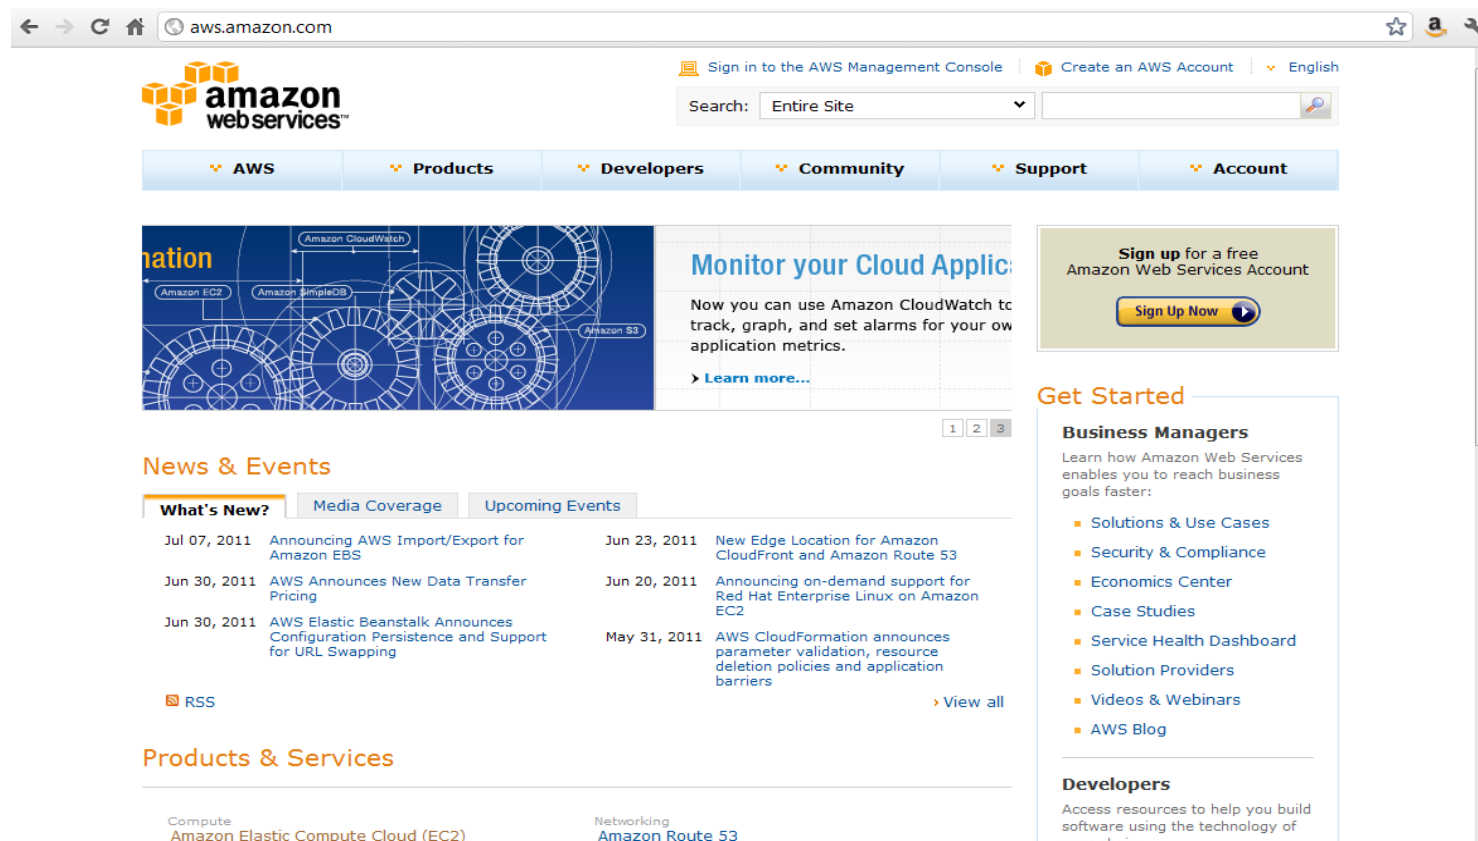 aws.amazon.com
amazon
web services™
Sign in to the AWS Management Console
Create an AWS Account
English
Search:
Entire Site
AWS
Products
Developers
Community
Support
Account
nation
Amazon CloudWatch
Amazon EC2
Amazon SimpleDB
Amazon S3
Monitor your Cloud Applica
Now you can use Amazon CloudWatch to
track, graph, and set alarms for your ow
application metrics.
Learn more...
1 2 3
Sign up for a free
Amazon Web Services Account
Sign Up Now
News & Events
What's New?
Media Coverage
Upcoming Events
Jul 07, 2011 Announcing AWS Import/Export for
Amazon EBS
Jun 30, 2011 AWS Announces New Data Transfer
Pricing
Jun 30, 2011 AWS Elastic Beanstalk Announces
Configuration Persistence and Support
for URL Swapping
Jun 23, 2011 New Edge Location for Amazon
CloudFront and Amazon Route 53
Jun 20, 2011 Announcing on-demand support for
Red Hat Enterprise Linux on Amazon
EC2
May 31, 2011 AWS CloudFormation announces
parameter validation, resource
deletion policies and application
barriers
RSS
View all
Products & Services
Compute
Amazon Elastic Compute Cloud (EC2)
Networking
Amazon Route 53
Get Started
Business Managers
Learn how Amazon Web Services
enables you to reach business
goals faster:
Solutions & Use Cases
Security & Compliance
Economics Center
Case Studies
Service Health Dashboard
Solution Providers
Videos & Webinars
AWS Blog
Developers
Access resources to help you build
software using the technology of